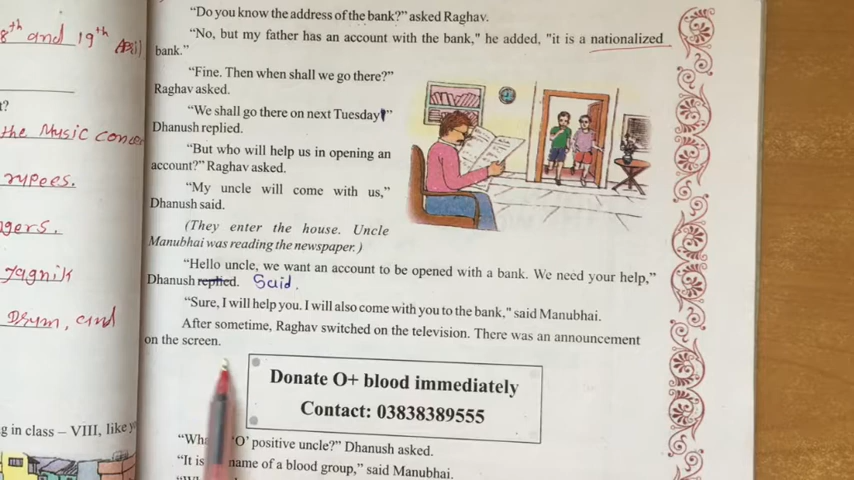 8th and 19th April
t?
the Music concer
rupees.
gers.
Jagnik
Drum, and
g in class – VIII, like y
"Do you know the address of the bank?" asked Raghav.
"No, but my father has an account with the bank," he added, "it is a nationalized
bank."
"Fine. Then when shall we go there?"
Raghav asked.
"We shall go there on next Tuesday"
Dhanush replied.
"But who will help us in opening an
account?" Raghav asked.
"My uncle will come with us,"
Dhanush said.
(They enter the house. Uncle
Manubhai was reading the newspaper.)
"Hello uncle, we want an account to be opened with a bank. We need your help,"
Dhanush replied. Said.
"Sure, I will help you. I will also come with you to the bank," said Manubhai.
After sometime, Raghav switched on the television. There was an announcement
on the screen.
Donate O+ blood immediately
Contact: 03838389555
'O' positive uncle?" Dhanush asked.
"It is name of a blood group," said Manubhai.